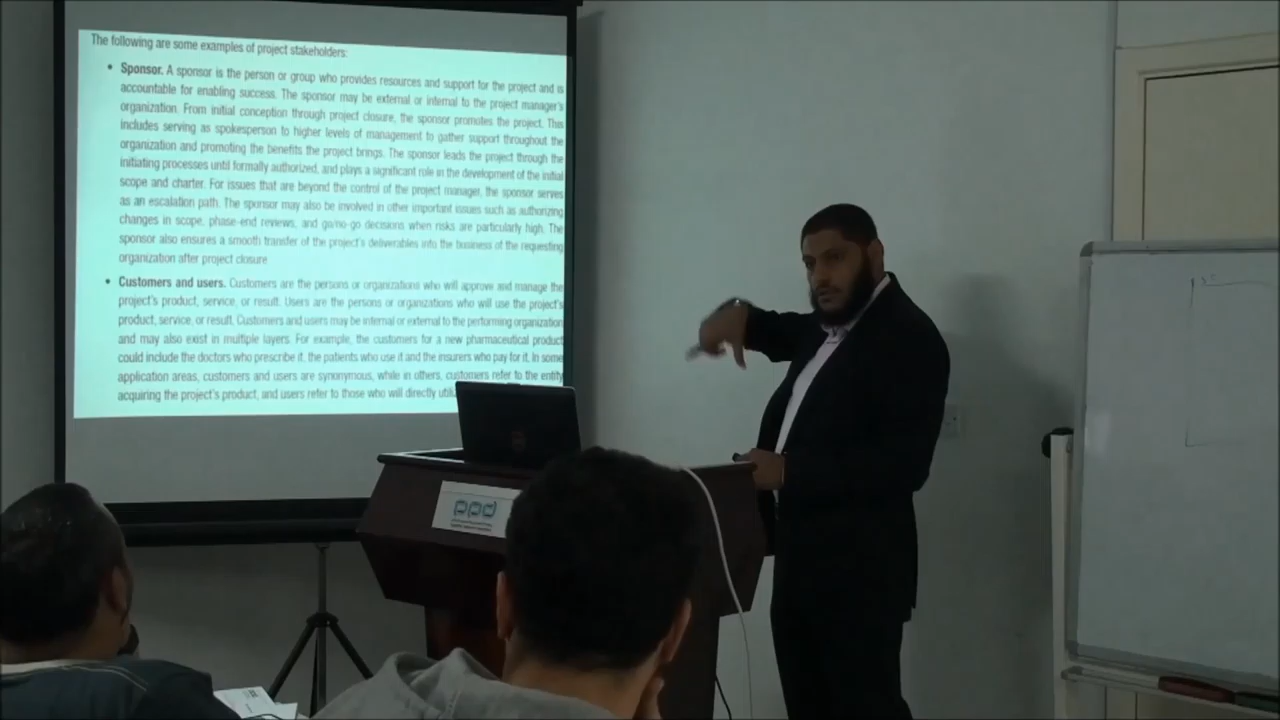 The following are some examples of project stakeholders:
• Sponsor. A sponsor is the person or group who provides resources and support for the project and is
accountable for enabling success. The sponsor may be external or internal to the project manager's
organization. From initial conception through project closure, the sponsor promotes the project. This
includes serving as spokesperson to higher levels of management to gather support throughout the
organization and promoting the benefits the project brings. The sponsor leads the project through the
initiating processes until formally authorized, and plays a significant role in the development of the initial
scope and charter. For issues that are beyond the control of the project manager, the sponsor serves
as an escalation path. The sponsor may also be involved in other important issues such as authorizing
changes in scope, phase-end reviews, and go/no-go decisions when risks are particularly high. The
sponsor also ensures a smooth transfer of the project's deliverables into the business of the requesting
organization after project closure
• Customers and users. Customers are the persons or organizations who will approve and manage the
project's product, service, or result. Users are the persons or organizations who will use the project's
product, service, or result. Customers and users may be internal or external to the performing organization
and may also exist in multiple layers. For example, the customers for a new pharmaceutical product
could include the doctors who prescribe it, the patients who use it and the insurers who pay for it. In some
application areas, customers and users are synonymous, while in others, customers refer to the entity
acquiring the project's product, and users refer to those who will directly
ppd